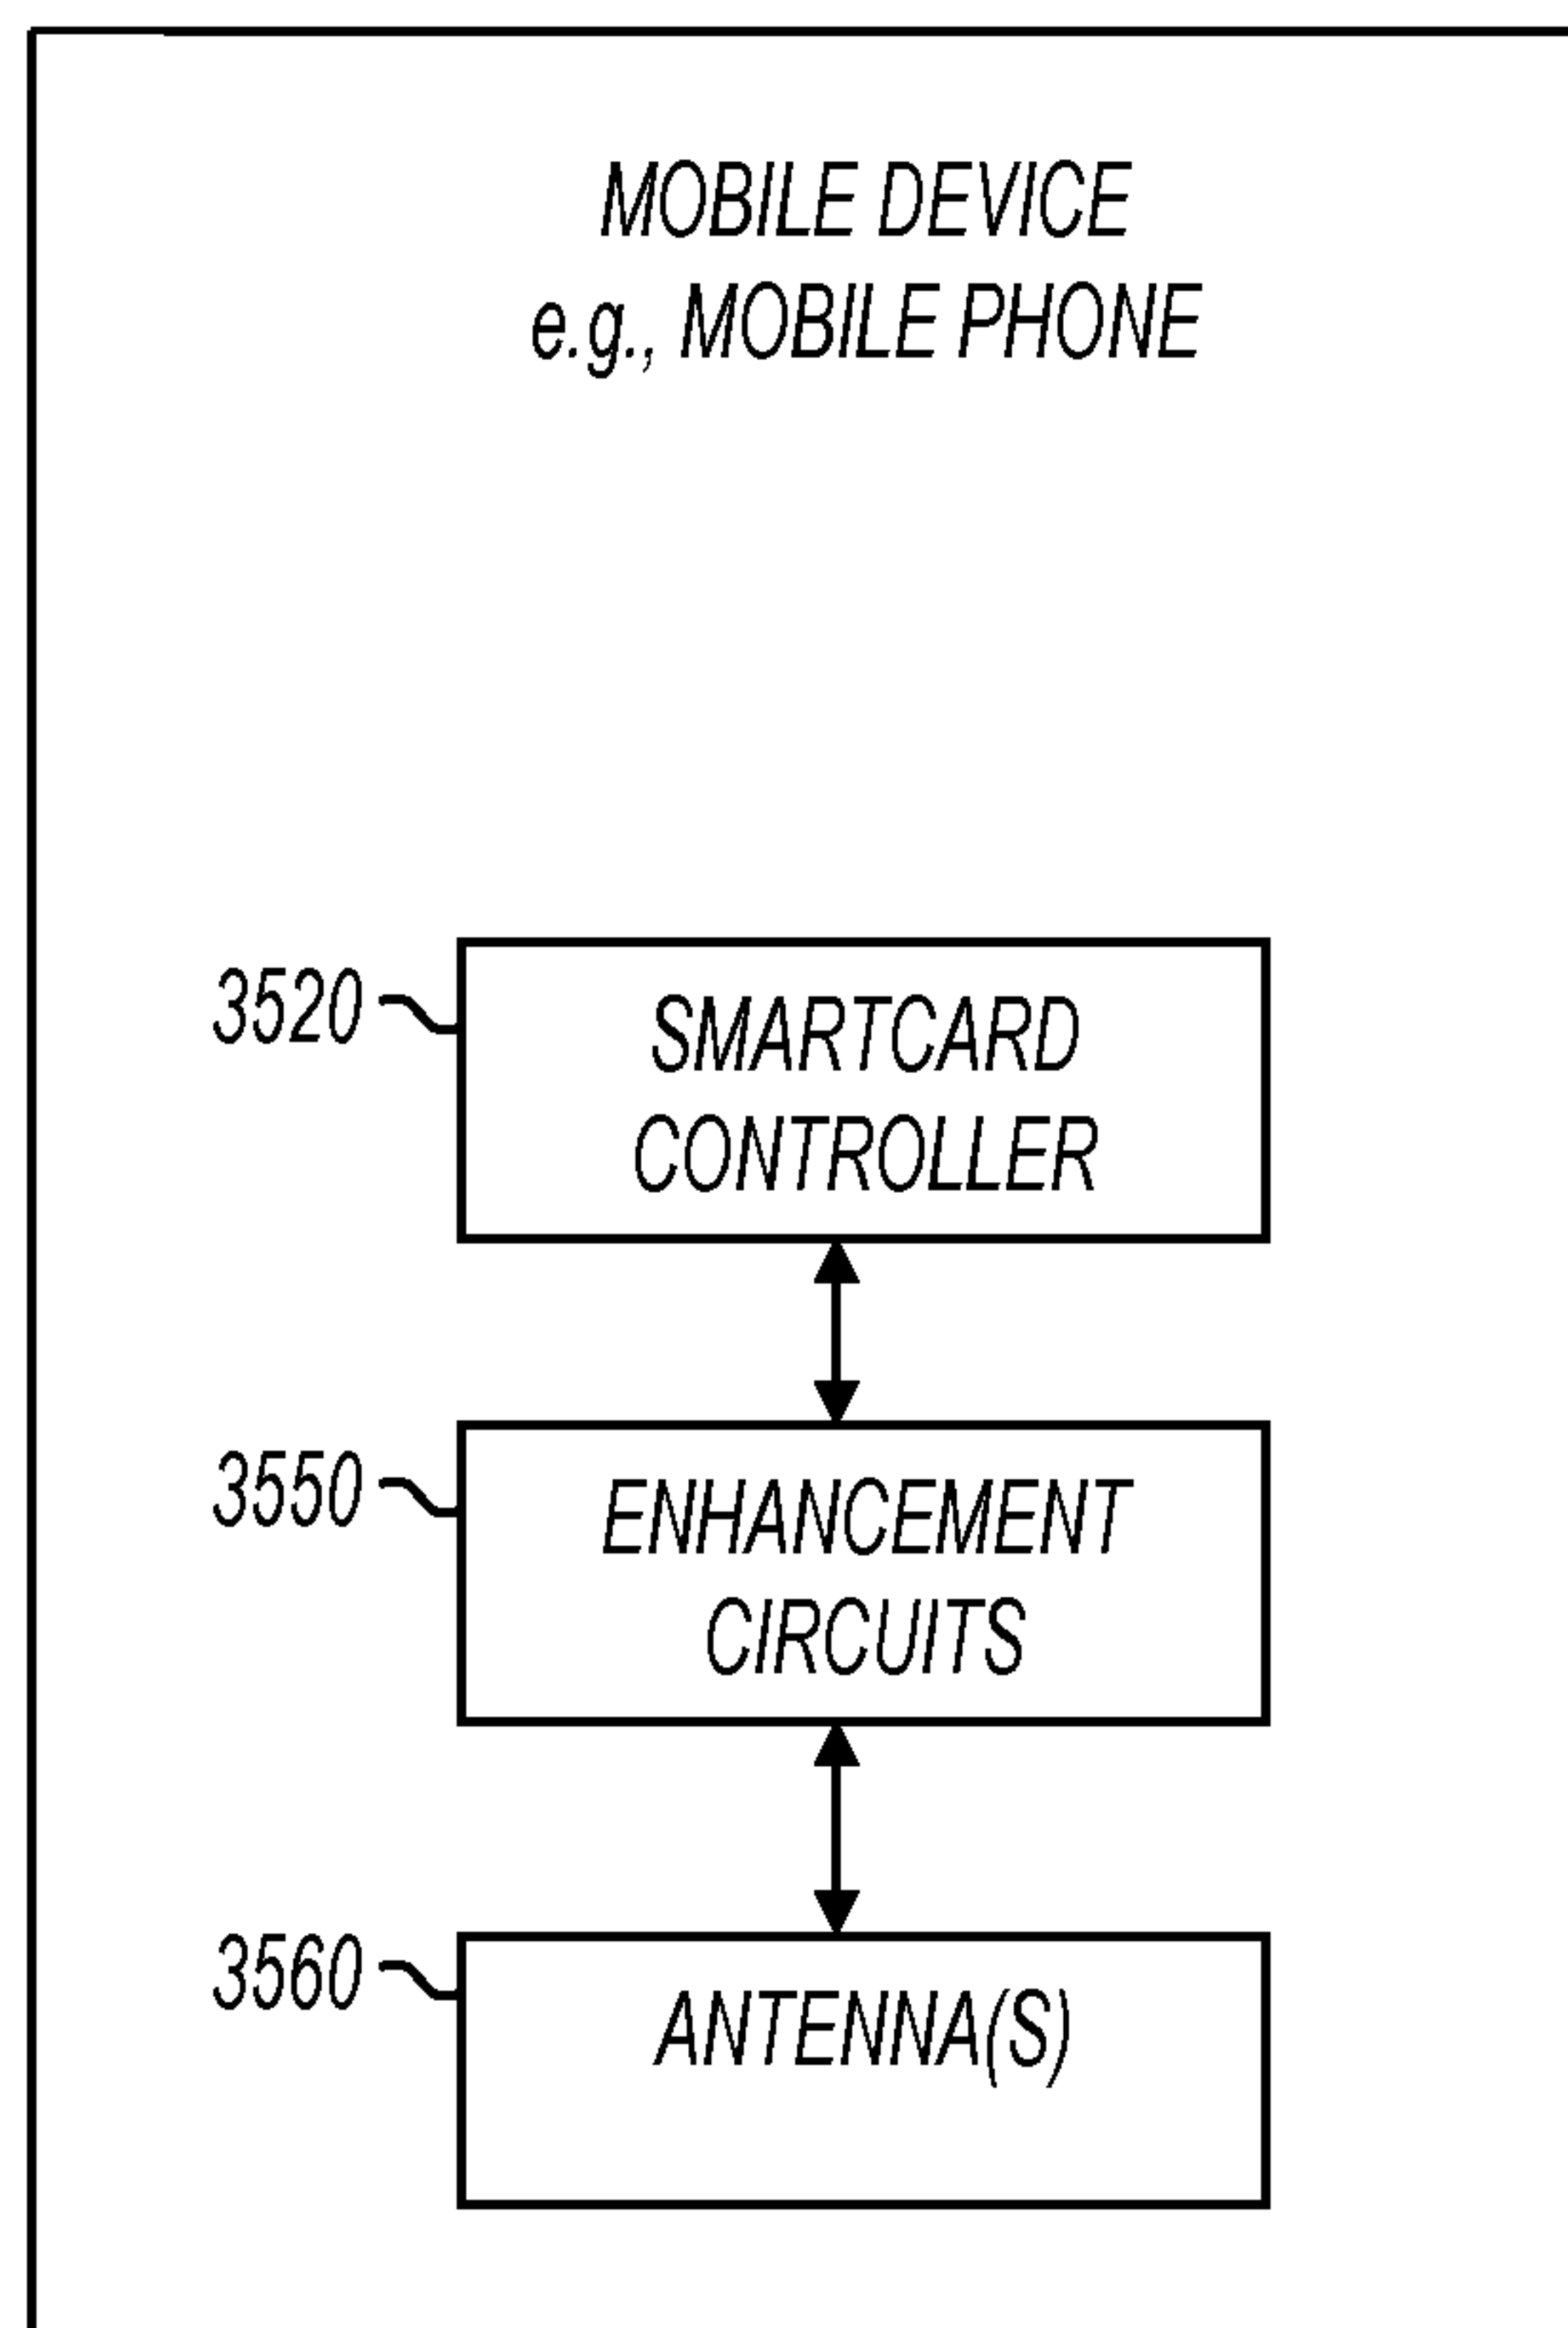 MOBILE DEVICE
e.g., MOBILE PHONE
3520
SMARTCARD
CONTROLLER
3550
ENHANCEMENT
CIRCUITS
3560
ANTENNA(S)